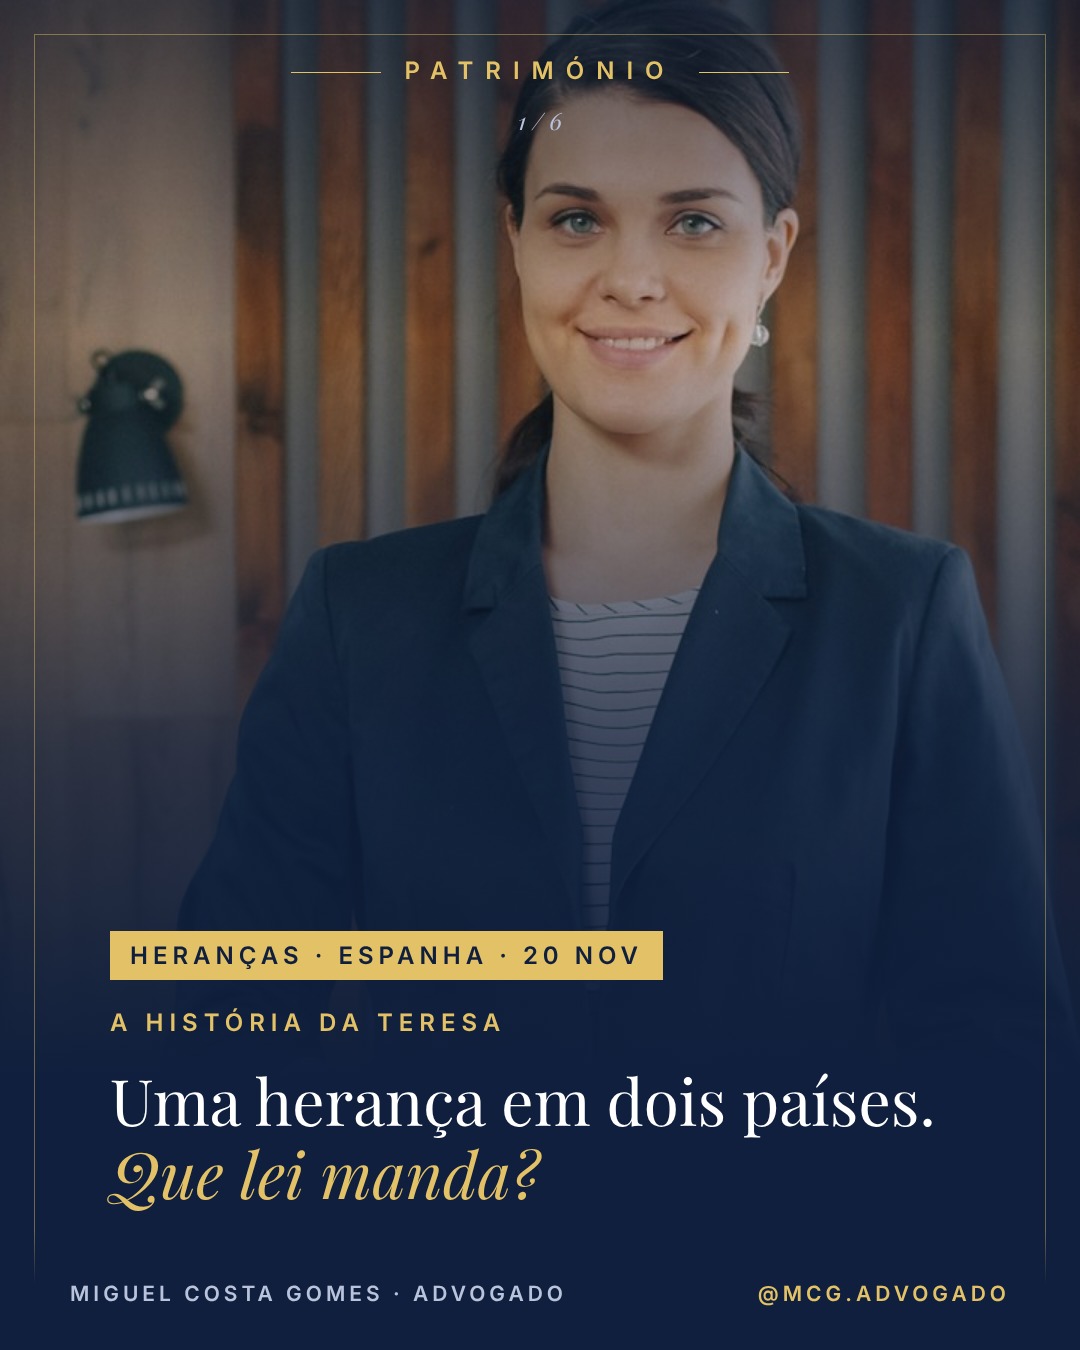 PATRIMÓNIO
1/6
HERANÇAS · ESPANHA · 20 NOV
A HISTÓRIA DA TERESA
Uma herança em dois países.
Que lei manda?
MIGUEL COSTA GOMES · ADVOGADO
@MCG.ADVOGADO